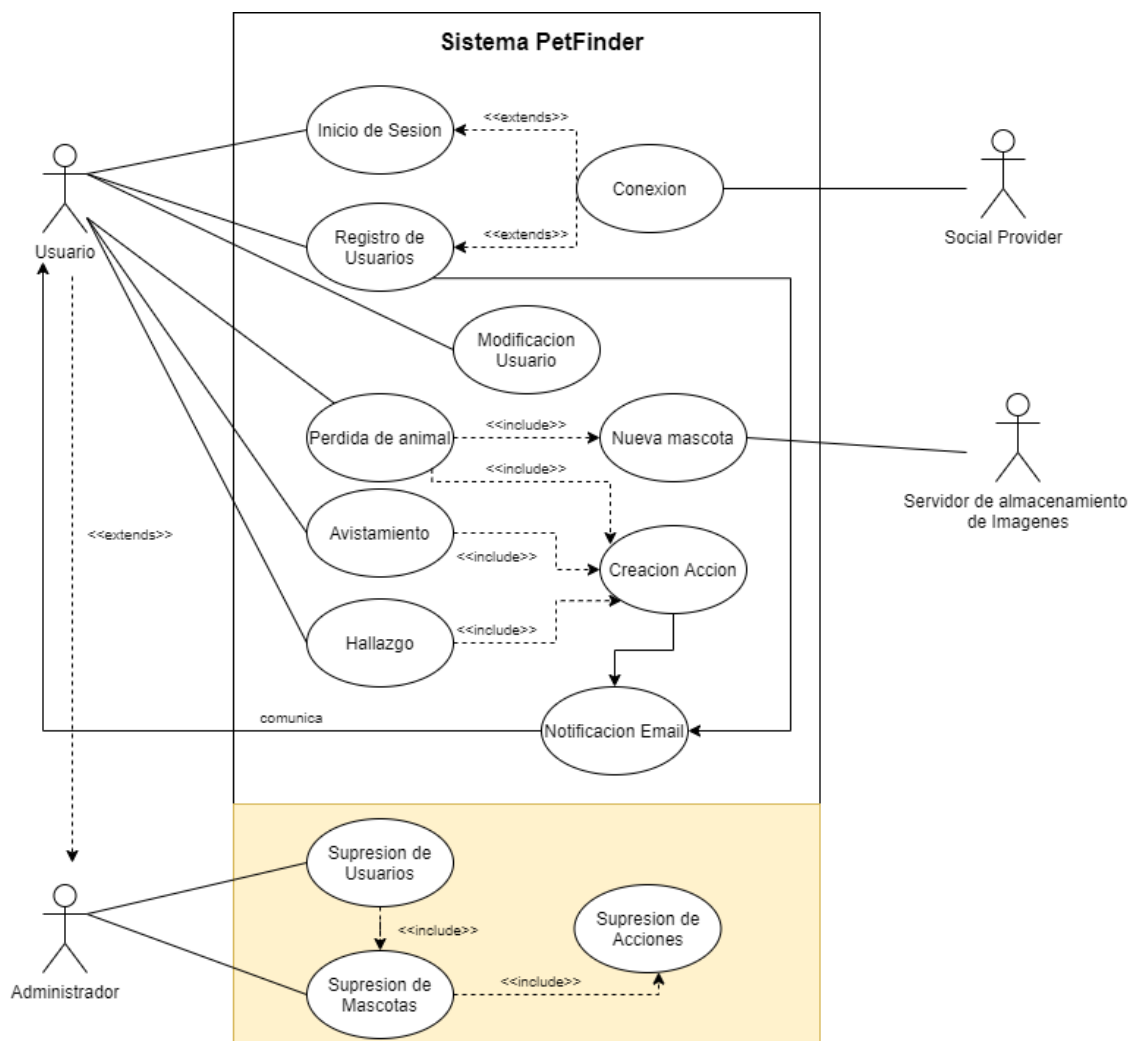 Sistema PetFinder
Inicio de Sesion
<<extends>>
Conexion
Social Provider
Usuario
Registro de
Usuarios
<<extends>>
Modificacion
Usuario
Perdida de animal
<<include>>
Nueva mascota
<<include>>
Servidor de almacenamiento
de Imagenes
<<extends>>
Avistamiento
<<include>>
Creacion Accion
Hallazgo
<<include>>
comunica
Notificacion Email
Supresion de
Usuarios
<<include>>
Supresion de
Acciones
Administrador
Supresion de
Mascotas
<<include>>